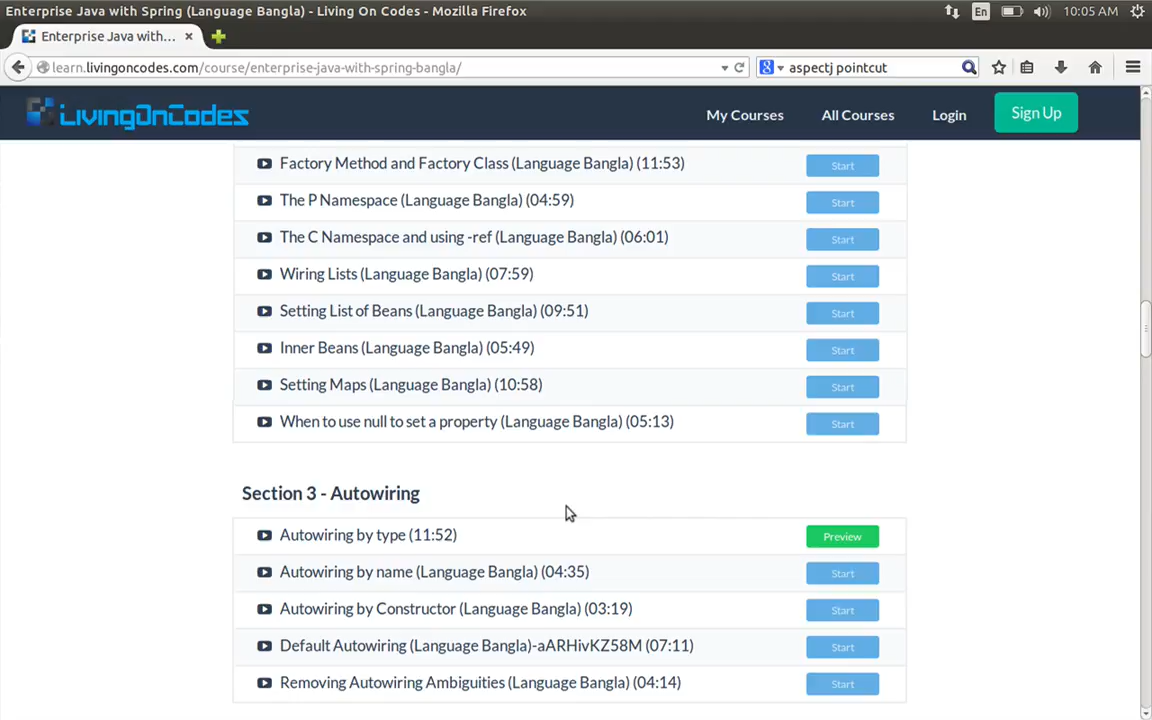 Enterprise Java with Spring (Language Bangla) - Living On Codes - Mozilla Firefox
En
10:05 AM
Enterprise Java with...
learn.livingoncodes.com/course/enterprise-java-with-spring-bangla/
8
aspectj pointcut
LivingOnCodes
My Courses
All Courses
Login
Sign Up
Factory Method and Factory Class (Language Bangla) (11:53)
Start
The P Namespace (Language Bangla) (04:59)
Start
The C Namespace and using -ref (Language Bangla) (06:01)
Start
Wiring Lists (Language Bangla) (07:59)
Start
Setting List of Beans (Language Bangla) (09:51)
Start
Inner Beans (Language Bangla) (05:49)
Start
Setting Maps (Language Bangla) (10:58)
Start
When to use null to set a property (Language Bangla) (05:13)
Start
Section 3 - Autowiring
Autowiring by type (11:52)
Preview
Autowiring by name (Language Bangla) (04:35)
Start
Autowiring by Constructor (Language Bangla) (03:19)
Start
Default Autowiring (Language Bangla)-aARHivKZ58M (07:11)
Start
Removing Autowiring Ambiguities (Language Bangla) (04:14)
Start